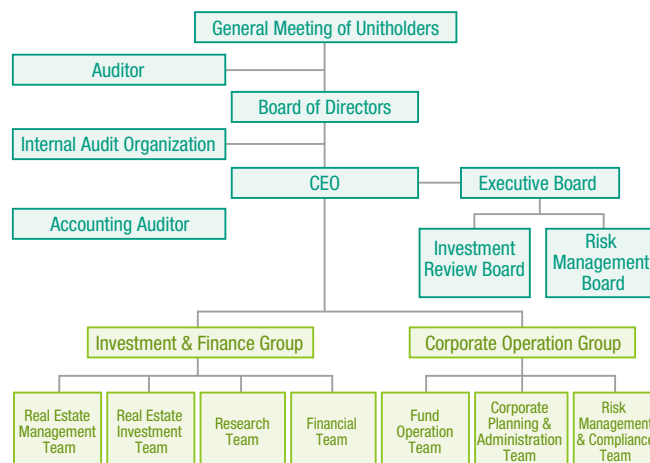 General Meeting of Unitholders
Auditor
Board of Directors
Internal Audit Organization
CEO
Executive Board
Accounting Auditor
Investment
Review Board
Risk
Management
Board
Investment & Finance Group
Corporate Operation Group
Real Estate
Management
Team
Real Estate
Investment
Team
Research
Team
Financial
Team
Fund
Operation
Team
Corporate
Planning &
Administration
Team
Risk
Management
& Compliance
Team